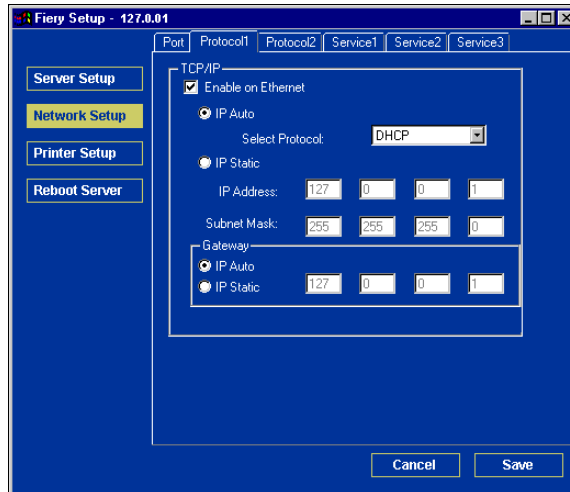 Fiery Setup - 127.0.01
Port Protocol1 Protocol2 Service1 Service2 Service3
Server Setup
Network Setup
Printer Setup
Reboot Server
TCP/IP
Enable on Ethernet
IP Auto
Select Protocol: DHCP
IP Static
IP Address: 127 0 0 1
Subnet Mask: 255 255 255 0
Gateway
IP Auto
IP Static 127 0 0 1
Cancel Save